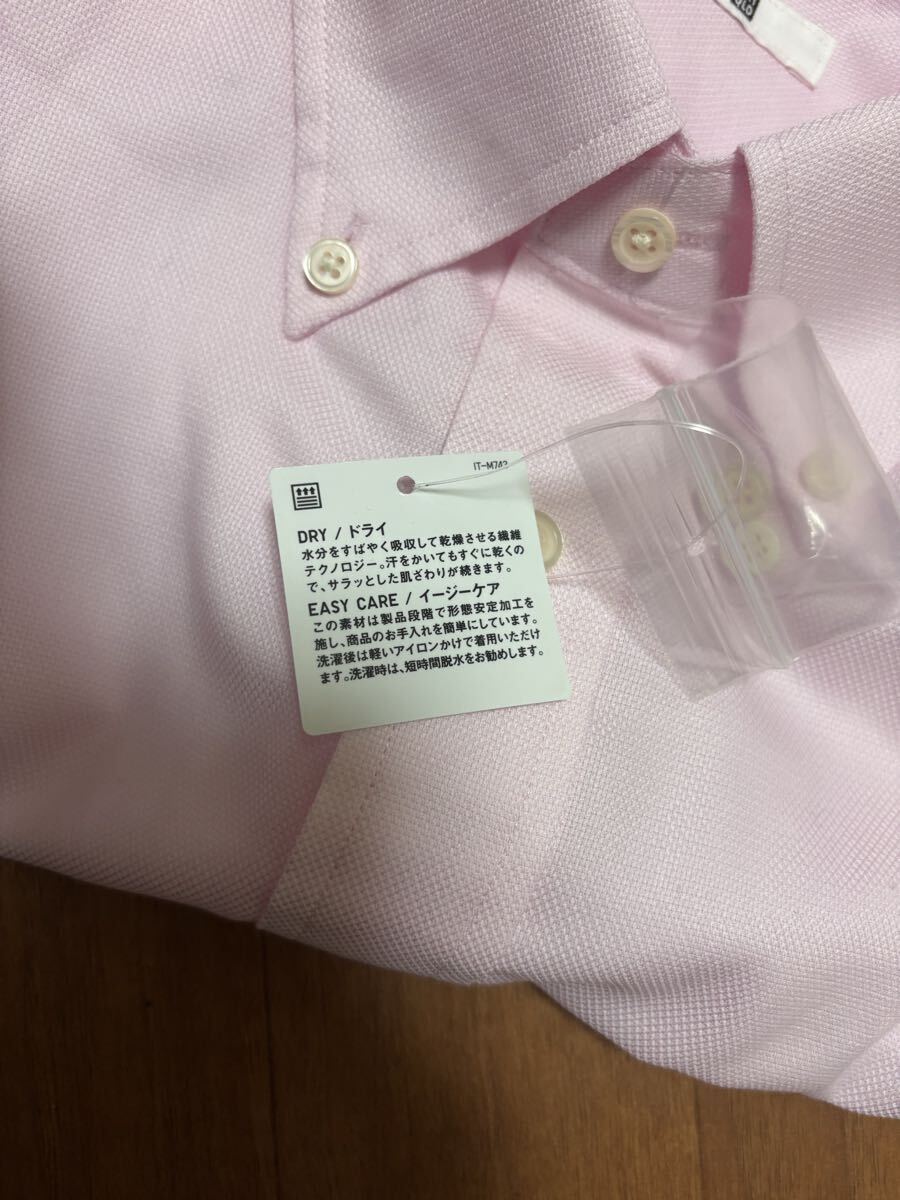 IT-M742
DRY / ドライ
水分をすばやく吸収して乾燥させる繊維
テクノロジー。汗をかいてもすぐに乾くの
で、サラッとした肌ざわりが続きます。
EASY CARE / イージーケア
この素材は製品段階で形態安定加工を
施し、商品のお手入れを簡単にしています。
洗濯後は軽いアイロンかけで着用いただけ
ます。洗濯時は、短時間脱水をお勧めします。